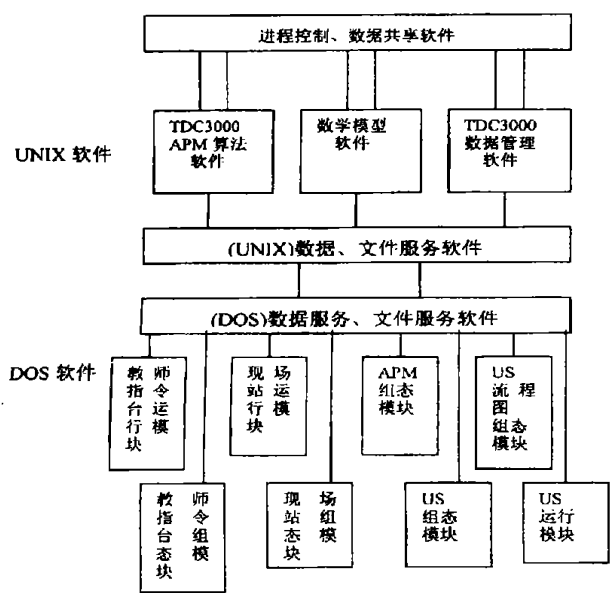 进程控制、数据共享软件
UNIX 软件
TDC3000
APM 算法
软件
数学模型
软件
TDC3000
数据管理
软件
(UNIX)数据、文件服务软件
(DOS)数据服务、文件服务软件
DOS 软件
教 师
指 令
台 运
行 模
块
现 场
站 运
行 模
块
APM
组态
模块
US
流 程
图
组态
模块
教 师
指 令
台 组
态 模
块
现 场
站 组
态 模
块
US
组态
模块
US
运行
模块